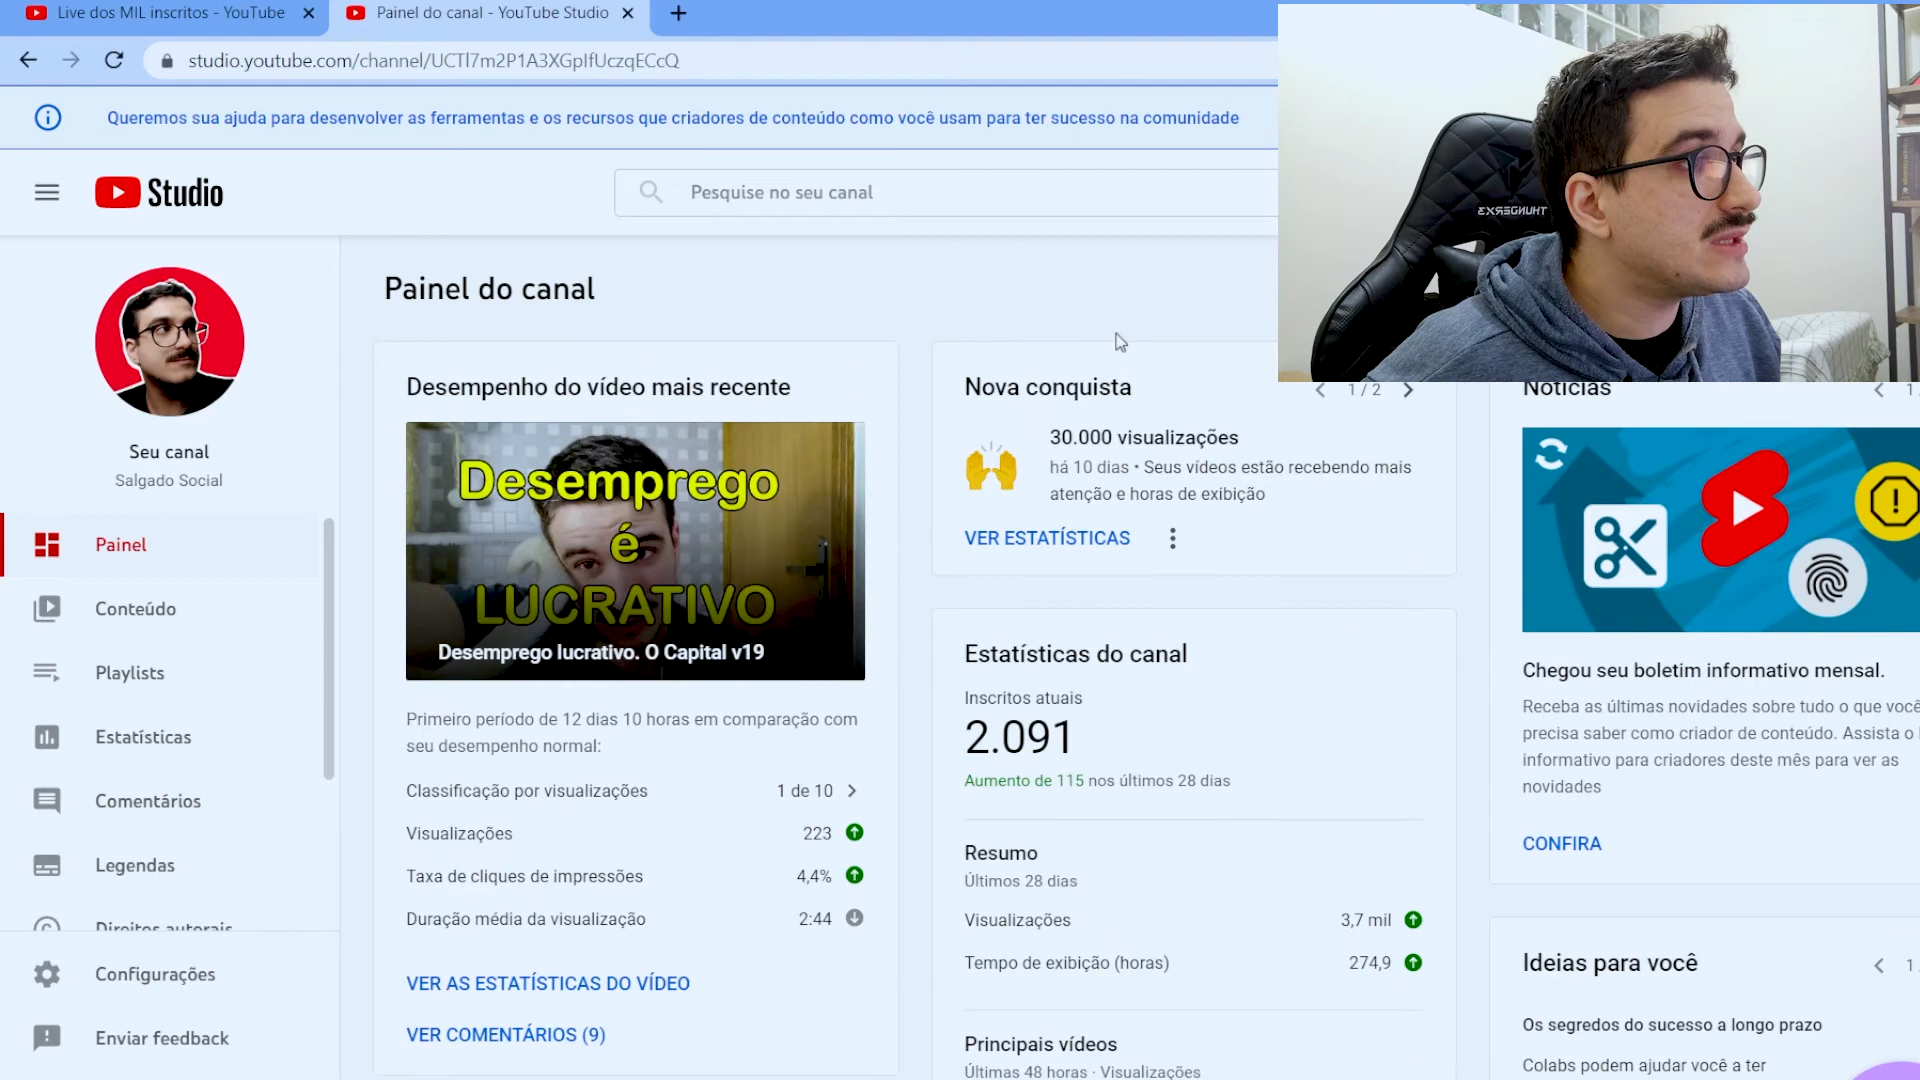 Live dos MIL inscritos - YouTube
Painel do canal - YouTube Studio
studio.youtube.com/channel/UCTl7m2P1A3XGpIfUczqECcQ
Queremos sua ajuda para desenvolver as ferramentas e os recursos que criadores de conteúdo como você usam para ter sucesso na comunidade
Studio
Pesquise no seu canal
THUNDERX3
Seu canal
Salgado Social
Painel
Conteúdo
Playlists
Estatísticas
Comentários
Legendas
Direitos autorais
Configurações
Enviar feedback
Painel do canal
Desempenho do vídeo mais recente
Desemprego
é
LUCRATIVO
Desemprego lucrativo. O Capital v19
Primeiro período de 12 dias 10 horas em comparação com
seu desempenho normal:
Classificação por visualizações 1 de 10
Visualizações 223
Taxa de cliques de impressões 4,4%
Duração média da visualização 2:44
VER AS ESTATÍSTICAS DO VÍDEO
VER COMENTÁRIOS (9)
Nova conquista 1 / 2
30.000 visualizações
há 10 dias • Seus vídeos estão recebendo mais
atenção e horas de exibição
VER ESTATÍSTICAS
Estatísticas do canal
Inscritos atuais
2.091
Aumento de 115 nos últimos 28 dias
Resumo
Últimos 28 dias
Visualizações 3,7 mil
Tempo de exibição (horas) 274,9
Principais vídeos
Últimas 48 horas · Visualizações
Notícias 1
Chegou seu boletim informativo mensal.
Receba as últimas novidades sobre tudo o que você
precisa saber como criador de conteúdo. Assista o
informativo para criadores deste mês para ver as
novidades
CONFIRA
Ideias para você 1
Os segredos do sucesso a longo prazo
Colabs podem ajudar você a ter